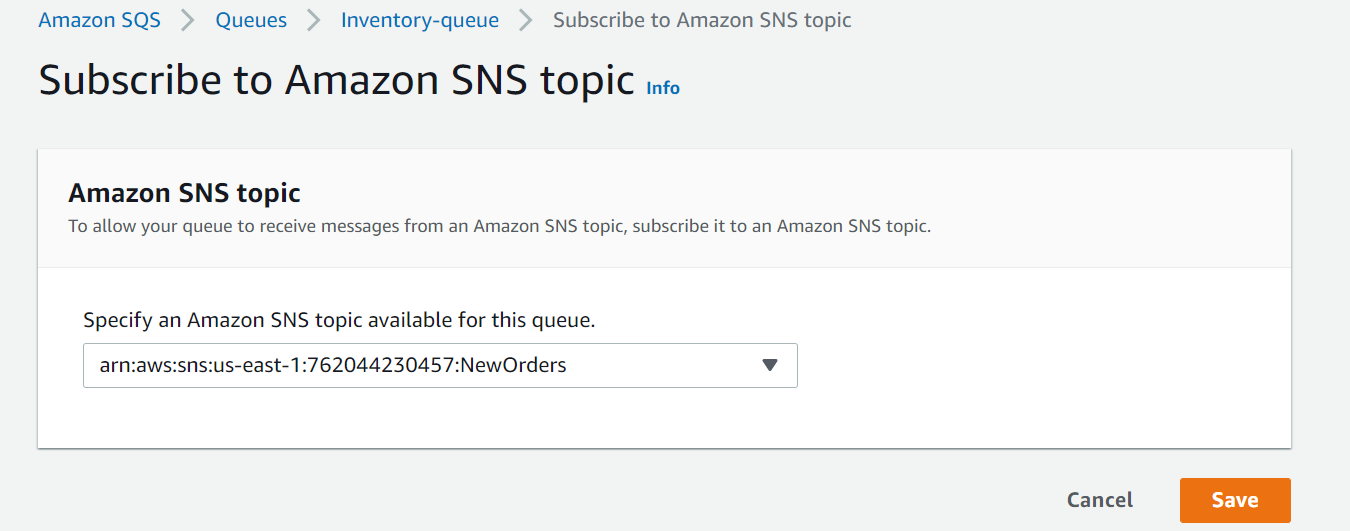 Amazon SQS > Queues > Inventory-queue > Subscribe to Amazon SNS topic
Subscribe to Amazon SNS topic Info
Amazon SNS topic
To allow your queue to receive messages from an Amazon SNS topic, subscribe it to an Amazon SNS topic.
Specify an Amazon SNS topic available for this queue.
arn:aws:sns:us-east-1:762044230457:NewOrders
Cancel Save